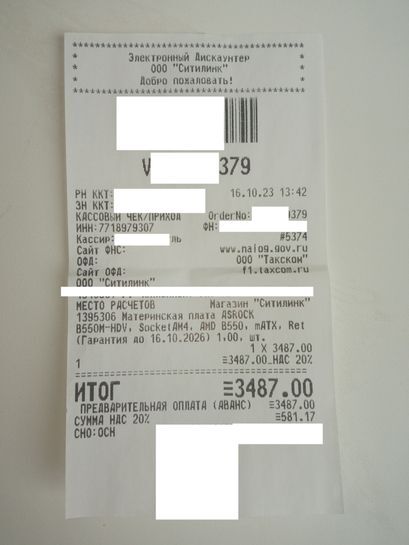 ****************************************
* Электронный Дискаунтер *
* ООО "Ситилинк" *
* Добро пожаловать! *
****************************************
V 379
РН ККТ: 16.10.23 13:42
ЗН ККТ:
КАССОВЫЙ ЧЕК/ПРИХОД OrderNo: 379
ИНН:7718979307 ФН:
Кассир: ль #5374
Сайт ФНС: www.nalog.gov.ru
ОФД: ООО "Такском"
Сайт ОФД: f1.taxcom.ru
ООО "Ситилинк"
МЕСТО РАСЧЕТОВ Магазин "Ситилинк"
1395306 Материнская плата ASROCK
B550M-HDV, SocketAM4, AMD B550, mATX, Ret
(Гарантия до 16.10.2026) 1,00, шт.
1 X 3487.00
1 ≡3487.00_НДС 20%
========================================
ИТОГ ≡3487.00
ПРЕДВАРИТЕЛЬНАЯ ОПЛАТА (АВАНС) ≡3487.00
СУММА НДС 20% ≡581.17
СНО:ОСН